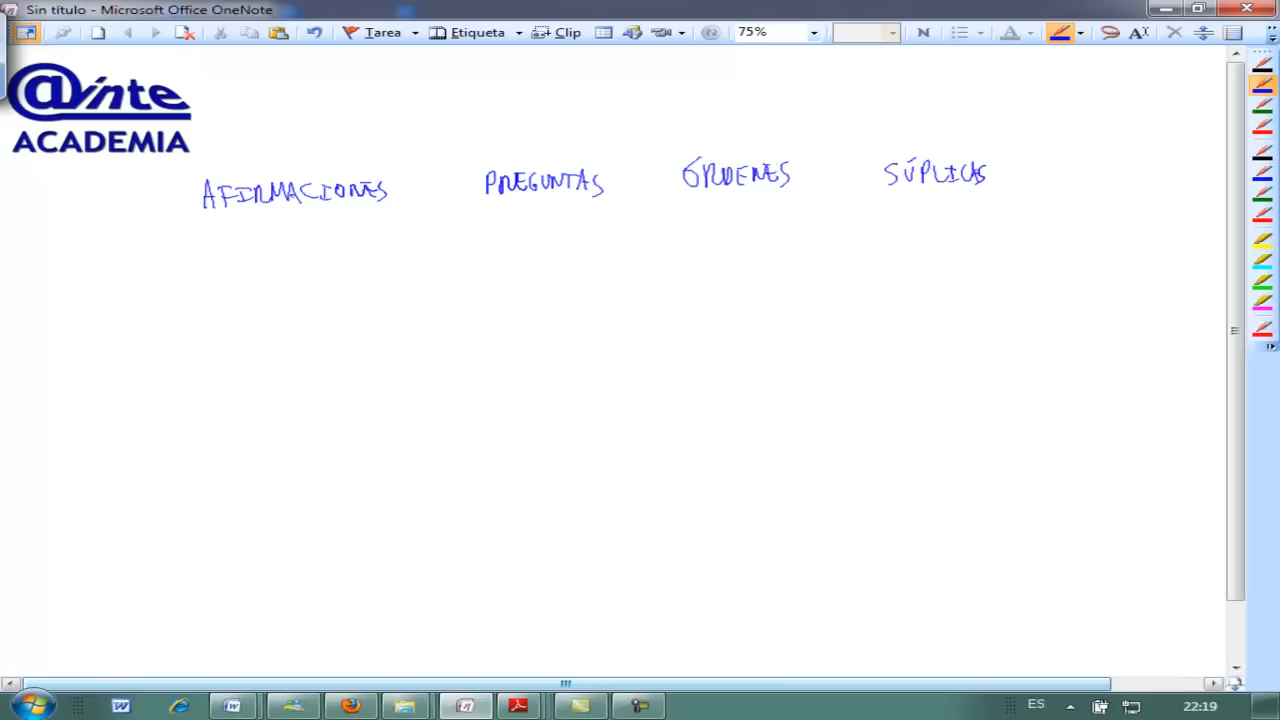 Sin título - Microsoft Office OneNote
Tarea Etiqueta Clip 75% N A
@inte
ACADEMIA
AFIRMACIONES PREGUNTAS ÓRDENES SÚPLICAS
ES 22:19